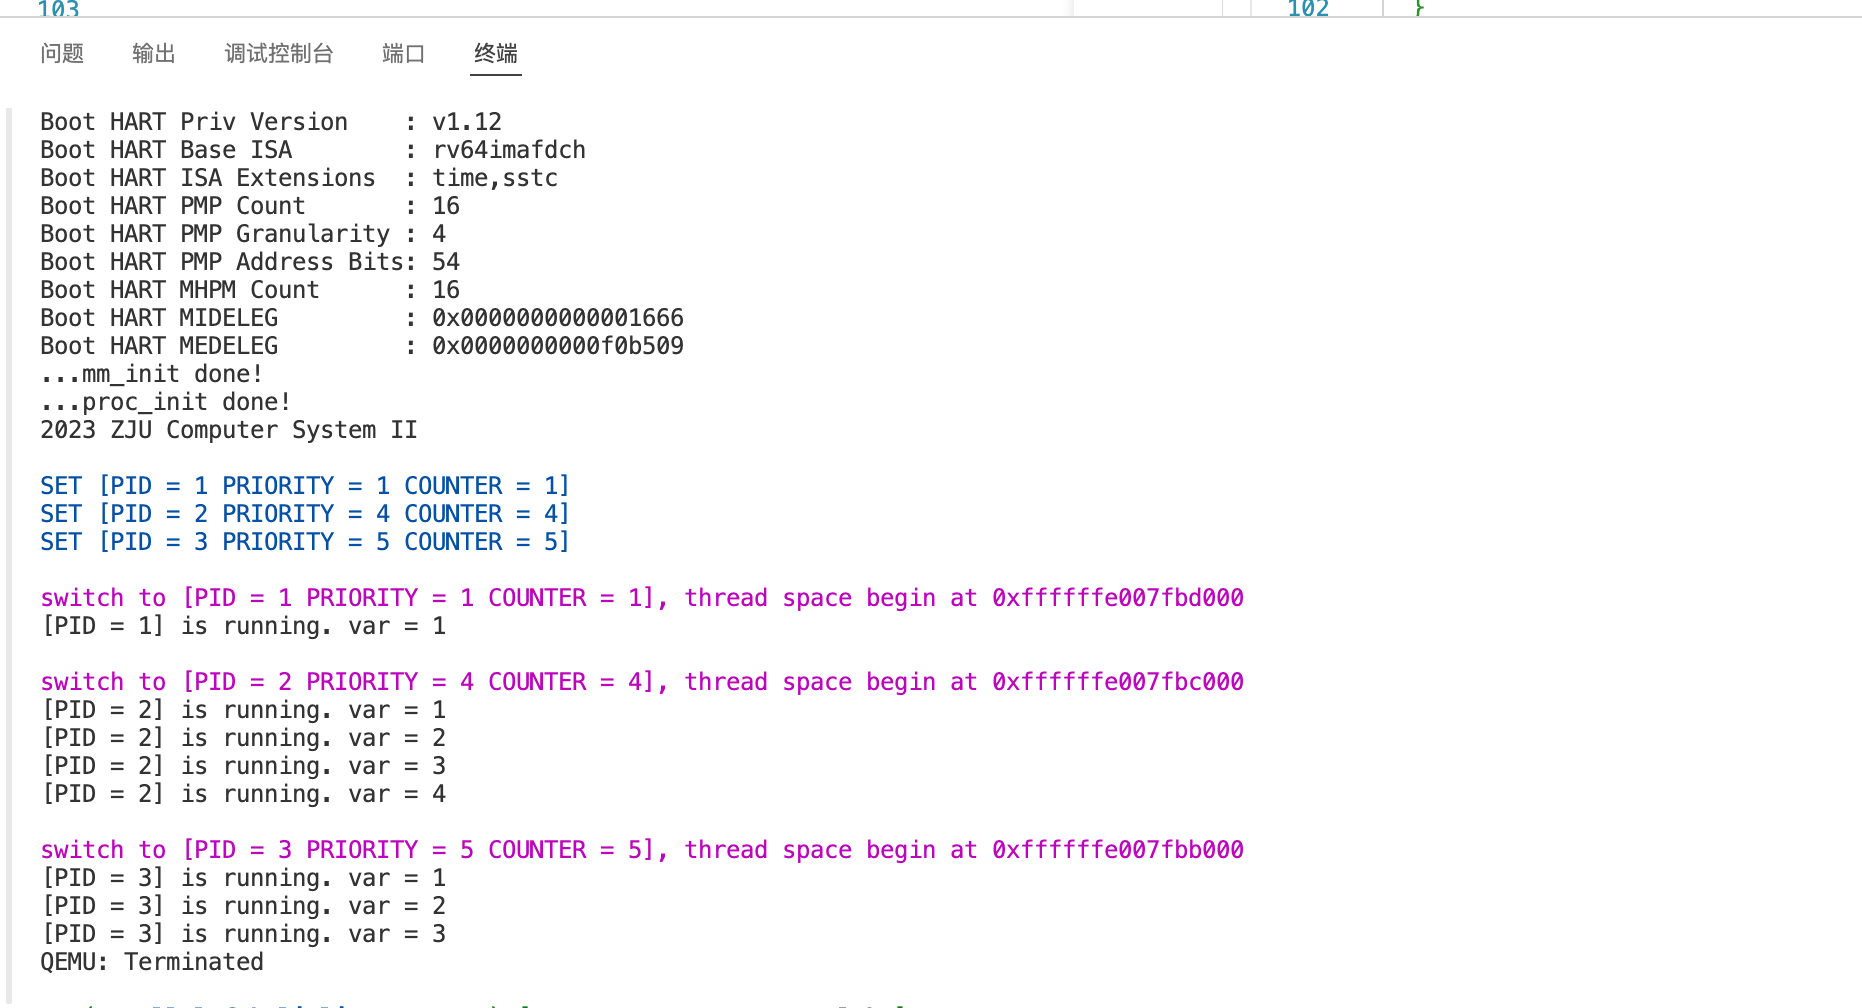 103
102 }
问题 输出 调试控制台 端口 终端
Boot HART Priv Version    : v1.12
Boot HART Base ISA        : rv64imafdch
Boot HART ISA Extensions  : time,sstc
Boot HART PMP Count       : 16
Boot HART PMP Granularity : 4
Boot HART PMP Address Bits: 54
Boot HART MHPM Count      : 16
Boot HART MIDELEG         : 0x0000000000001666
Boot HART MEDELEG         : 0x0000000000f0b509
...mm_init done!
...proc_init done!
2023 ZJU Computer System II
SET [PID = 1 PRIORITY = 1 COUNTER = 1]
SET [PID = 2 PRIORITY = 4 COUNTER = 4]
SET [PID = 3 PRIORITY = 5 COUNTER = 5]
switch to [PID = 1 PRIORITY = 1 COUNTER = 1], thread space begin at 0xffffffe007fbd000
[PID = 1] is running. var = 1
switch to [PID = 2 PRIORITY = 4 COUNTER = 4], thread space begin at 0xffffffe007fbc000
[PID = 2] is running. var = 1
[PID = 2] is running. var = 2
[PID = 2] is running. var = 3
[PID = 2] is running. var = 4
switch to [PID = 3 PRIORITY = 5 COUNTER = 5], thread space begin at 0xffffffe007fbb000
[PID = 3] is running. var = 1
[PID = 3] is running. var = 2
[PID = 3] is running. var = 3
QEMU: Terminated